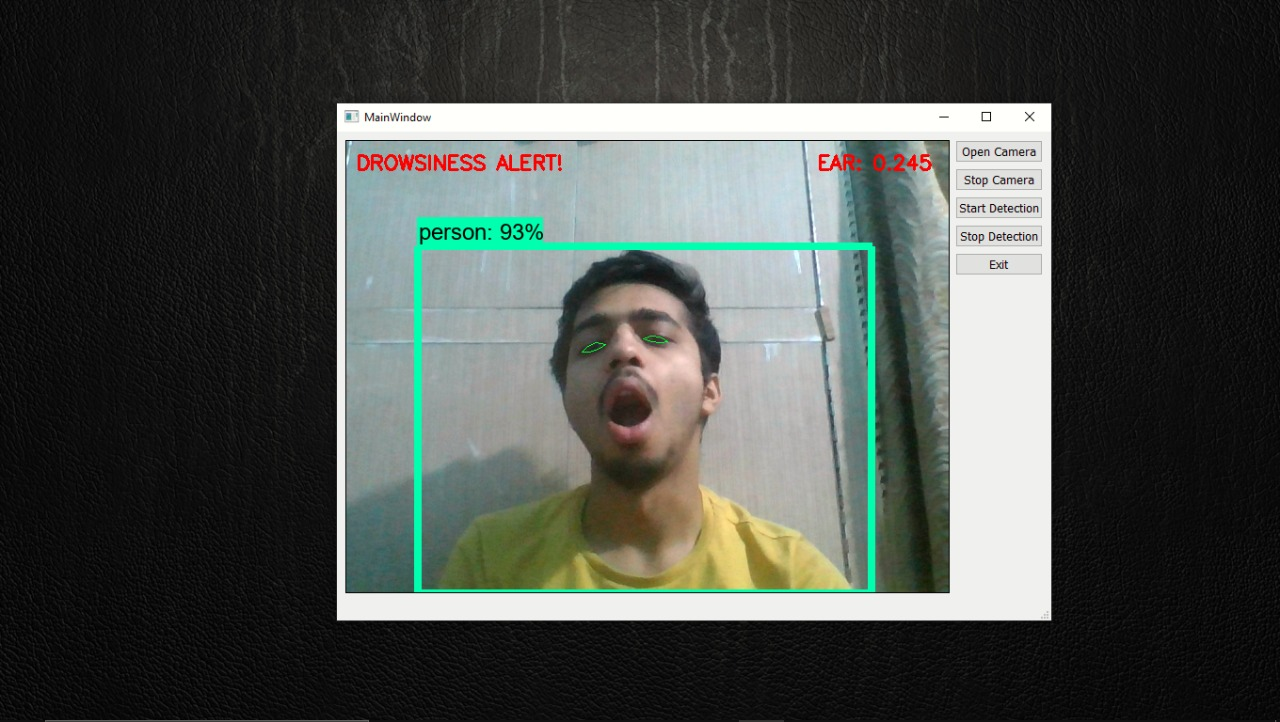 MainWindow
DROWSINESS ALERT!
EAR: 0.245
person: 93%
Open Camera
Stop Camera
Start Detection
Stop Detection
Exit